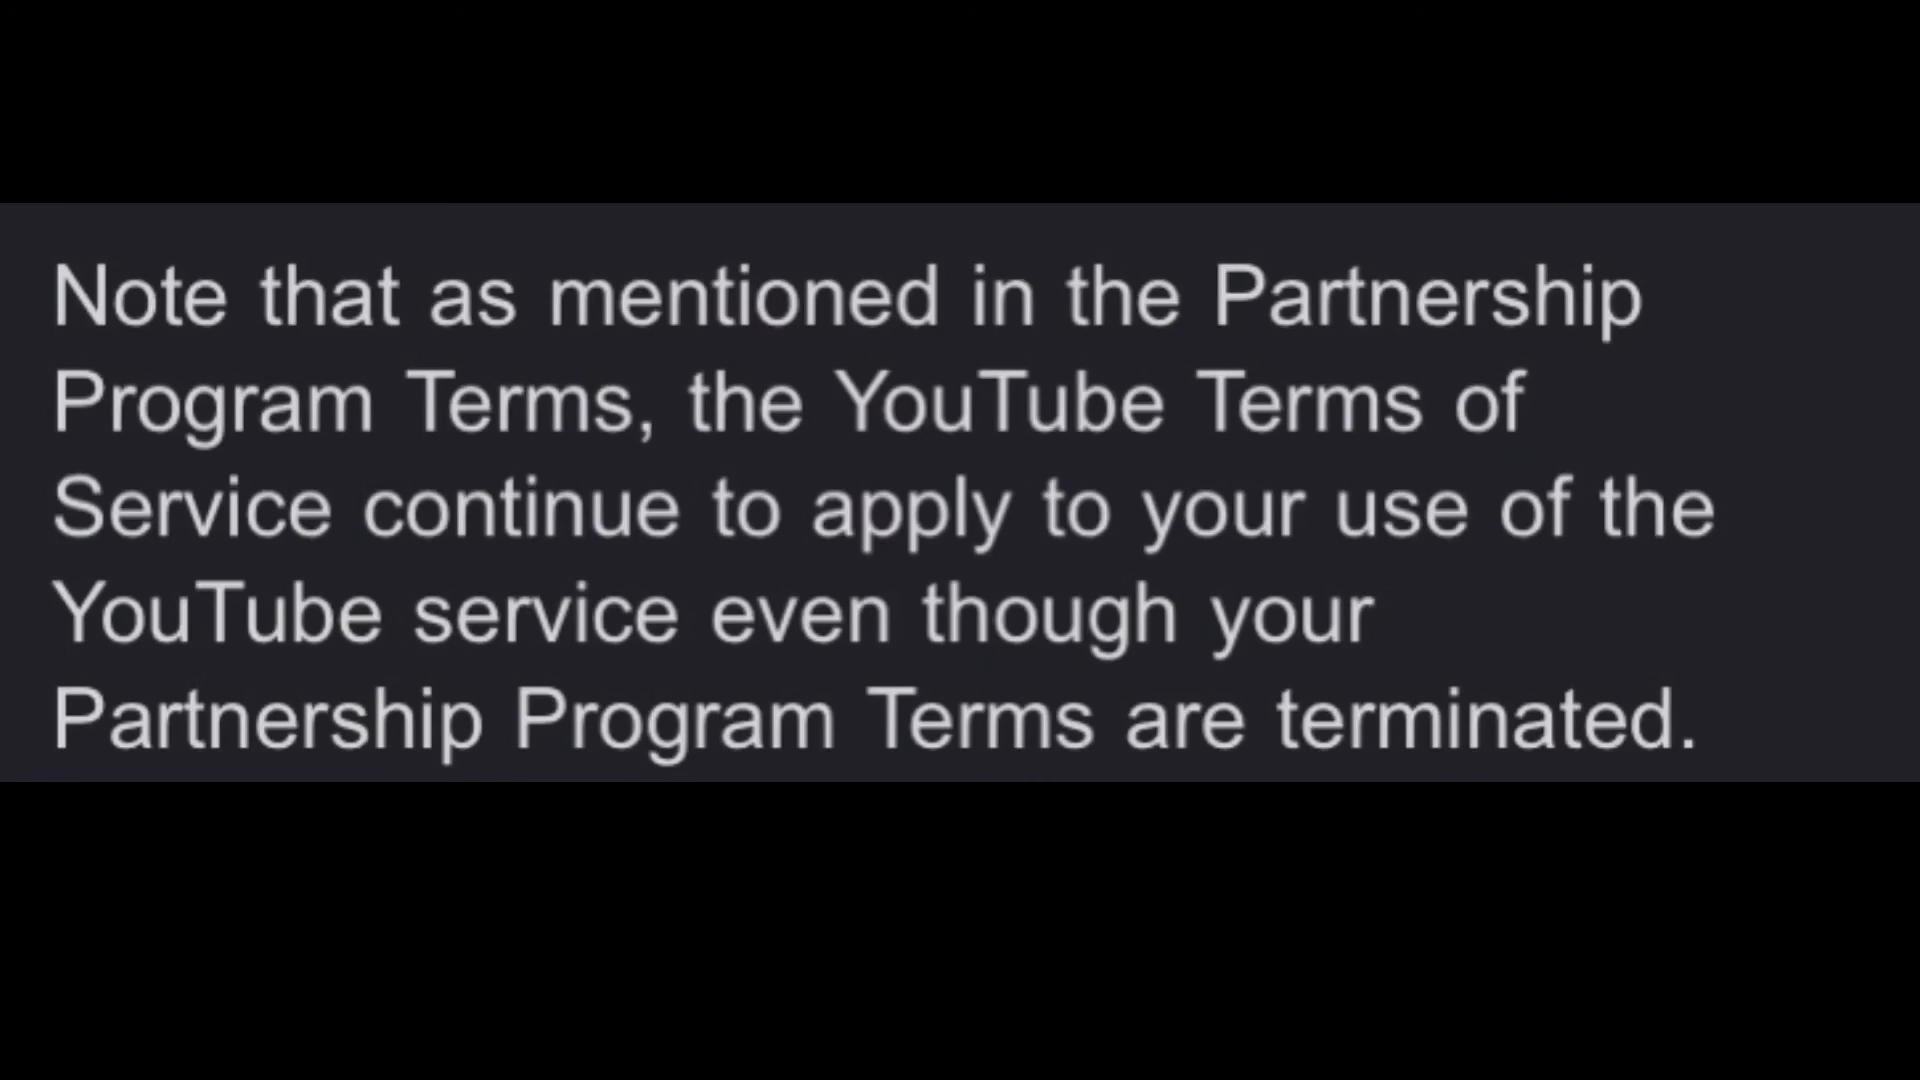 Note that as mentioned in the Partnership
Program Terms, the YouTube Terms of
Service continue to apply to your use of the
YouTube service even though your
Partnership Program Terms are terminated.